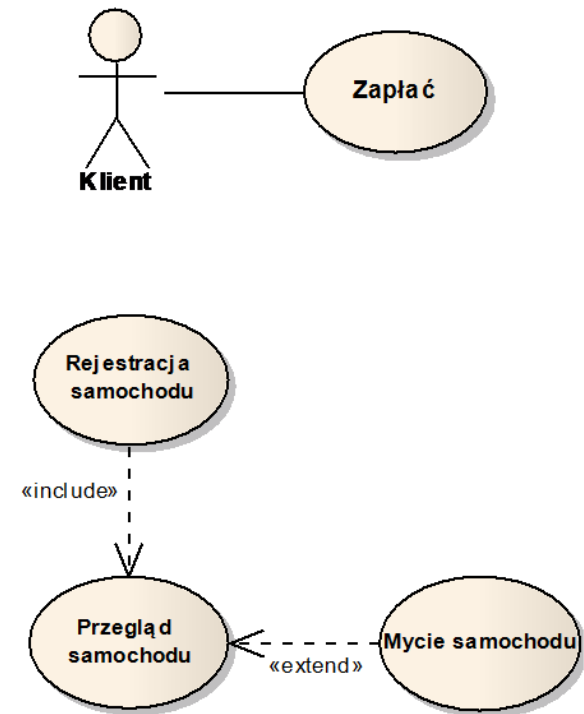 Zapłać
Klient
Rejestracja
samochodu
«include»
Przegląd
samochodu
Mycie samochodu
«extend»